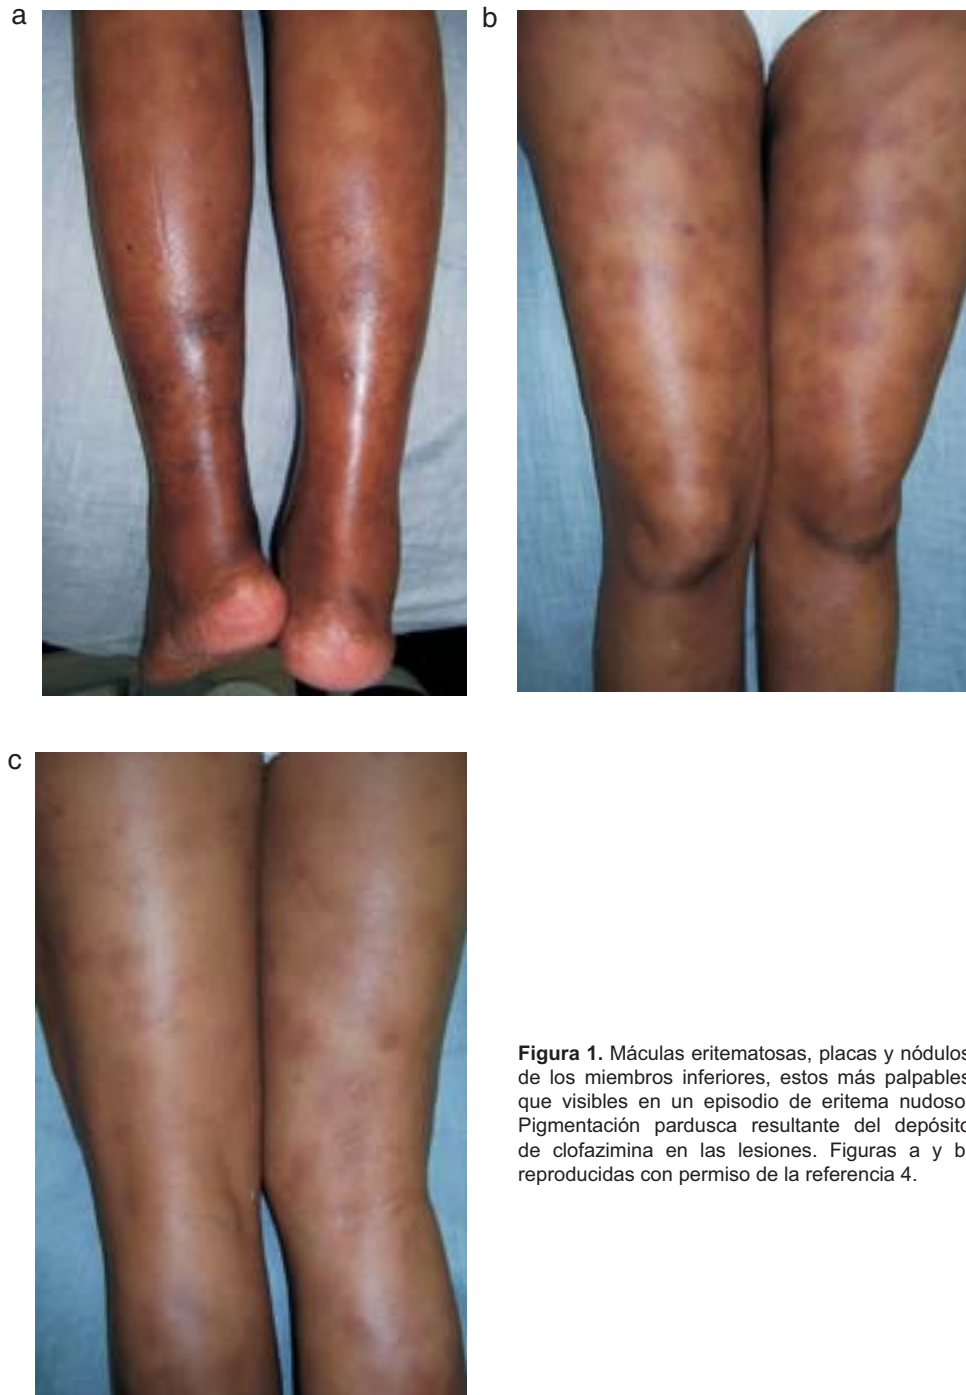 a
b
c
Figura 1. Máculas eritematosas, placas y nódulos
de los miembros inferiores, estos más palpables
que visibles en un episodio de eritema nudoso
Pigmentación pardusca resultante del depósito
de clofazimina en las lesiones. Figuras a y b
reproducidas con permiso de la referencia 4.